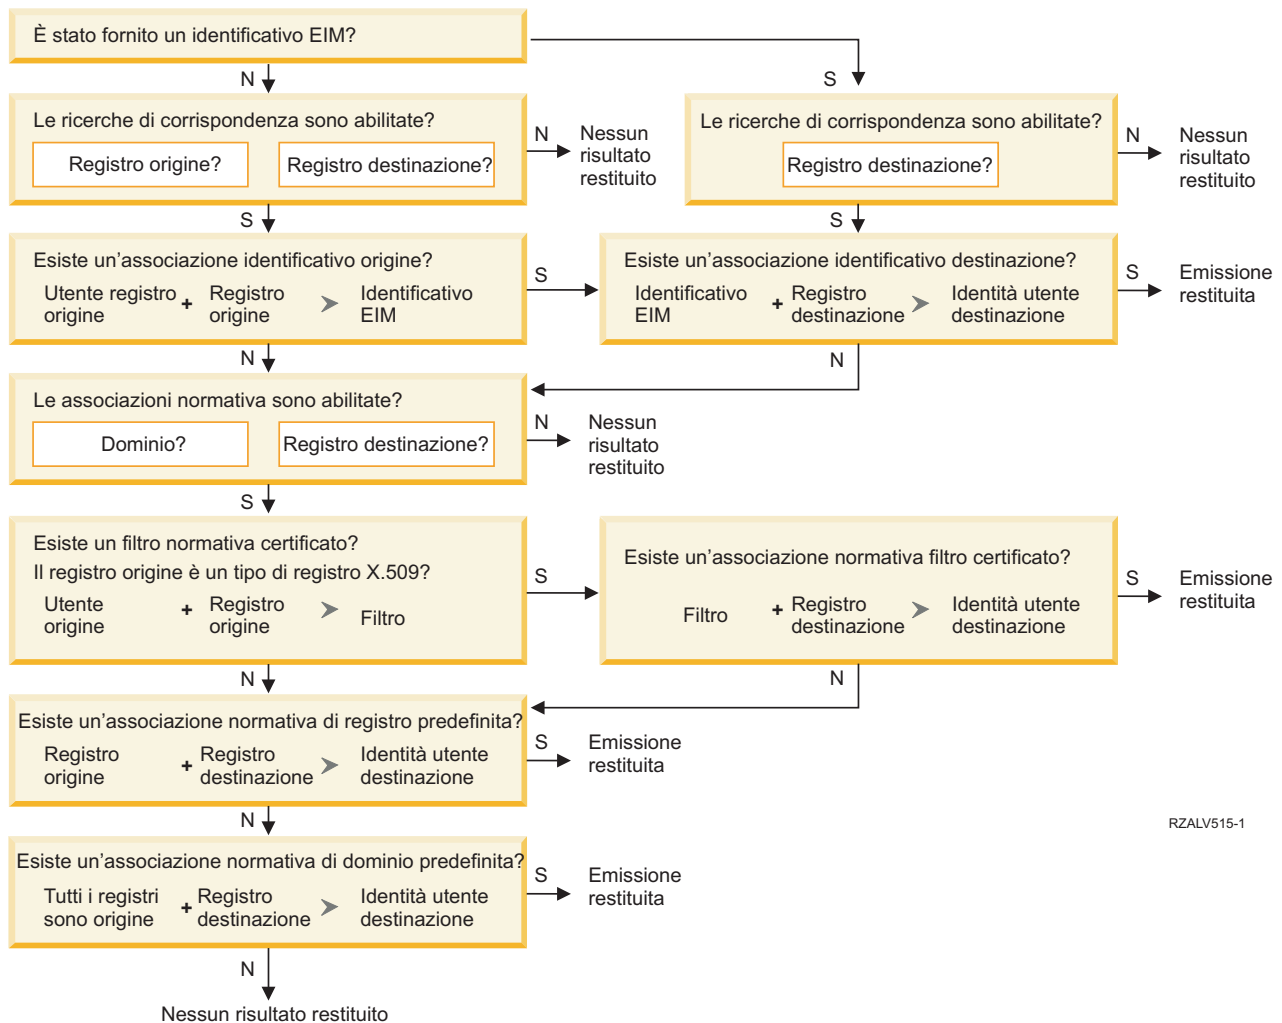 È stato fornito un identificativo EIM?
N
S
Le ricerche di corrispondenza sono abilitate?
Registro origine?
Registro destinazione?
N
Nessun
risultato
restituito
Le ricerche di corrispondenza sono abilitate?
Registro destinazione?
N
Nessun
risultato
restituito
S
S
Esiste un'associazione identificativo origine?
Utente registro
origine
+
Registro
origine
Identificativo
EIM
S
Esiste un'associazione identificativo destinazione?
Identificativo
EIM
+
Registro
destinazione
Identità utente
destinazione
S
Emissione
restituita
N
N
Le associazioni normativa sono abilitate?
Dominio?
Registro destinazione?
N
Nessun
risultato
restituito
S
Esiste un filtro normativa certificato?
Il registro origine è un tipo di registro X.509?
Utente
origine
+
Registro
origine
Filtro
S
Esiste un'associazione normativa filtro certificato?
Filtro
+
Registro
destinazione
Identità utente
destinazione
S
Emissione
restituita
N
N
Esiste un'associazione normativa di registro predefinita?
Registro
origine
+
Registro
destinazione
Identità utente
destinazione
S
Emissione
restituita
N
RZALV515-1
Esiste un'associazione normativa di dominio predefinita?
Tutti i registri
sono origine
+
Registro
destinazione
Identità utente
destinazione
S
Emissione
restituita
N
Nessun risultato restituito